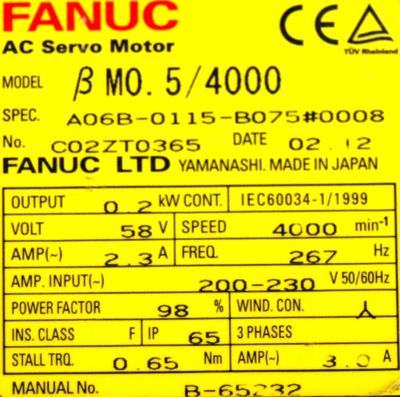 FANUC
AC Servo Motor
TÜV Rheinland
MODEL β M0. 5/4000
SPEC. A06B-0115-B075#0008
No. C02ZT0365 DATE 02.12
FANUC LTD YAMANASHI. MADE IN JAPAN
OUTPUT 0.2 kW CONT. IEC60034-1/1999
VOLT 58 V SPEED 4000 min-1
AMP(~) 2.3 A FREQ. 267 Hz
AMP. INPUT(~) 200-230 V 50/60Hz
POWER FACTOR 98 % WIND. CON. 人
INS. CLASS F IP 65 3 PHASES
STALL TRQ. 0.65 Nm AMP(~) 3.0 A
MANUAL No. B-65232